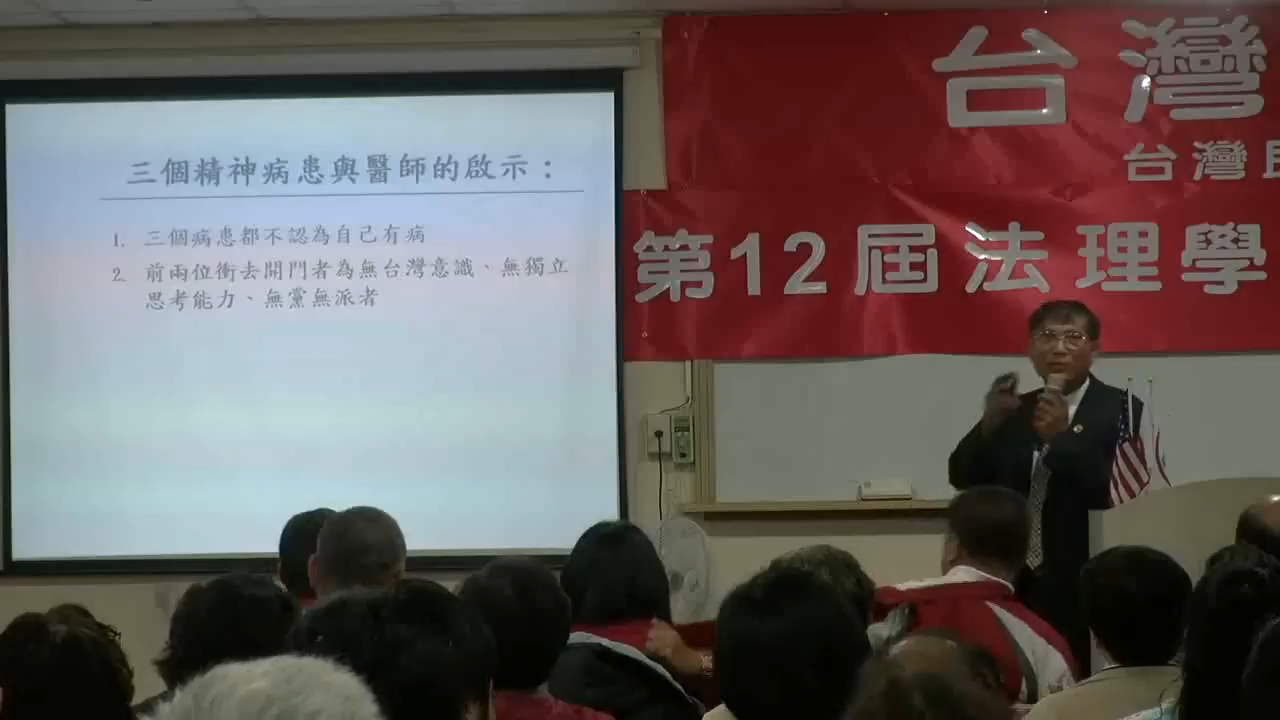 三個精神病患與醫師的啟示：
1. 三個病患都不認為自己有病
2. 前兩位衝去開門者為無台灣意識、無獨立
思考能力、無黨無派者
台灣
台灣
第12屆法理學